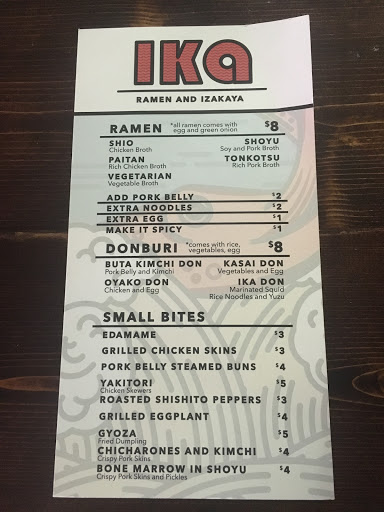 IKa
RAMEN AND IZAKAYA
RAMEN *all ramen comes with egg and green onion $8
SHIO SHOYU
Chicken Broth Soy and Pork Broth
PAITAN TONKOTSU
Rich Chicken Broth Rich Pork Broth
VEGETARIAN
Vegetable Broth
ADD PORK BELLY $2
EXTRA NOODLES $2
EXTRA EGG $1
MAKE IT SPICY $1
DONBURI *comes with rice, vegetables, egg $8
BUTA KIMCHI DON KASAI DON
Pork Belly and Kimchi Vegetables and Egg
OYAKO DON IKA DON
Chicken and Egg Marinated Squid
Rice Noodles and Yuzu
SMALL BITES
EDAMAME $3
GRILLED CHICKEN SKINS $3
PORK BELLY STEAMED BUNS $4
YAKITORI $5
Chicken Skewers
ROASTED SHISHITO PEPPERS $3
GRILLED EGGPLANT $4
GYOZA $5
Fried Dumpling
CHICHARONES AND KIMCHI $4
Crispy Pork Skins
BONE MARROW IN SHOYU $4
Crispy Pork Skins and Pickles